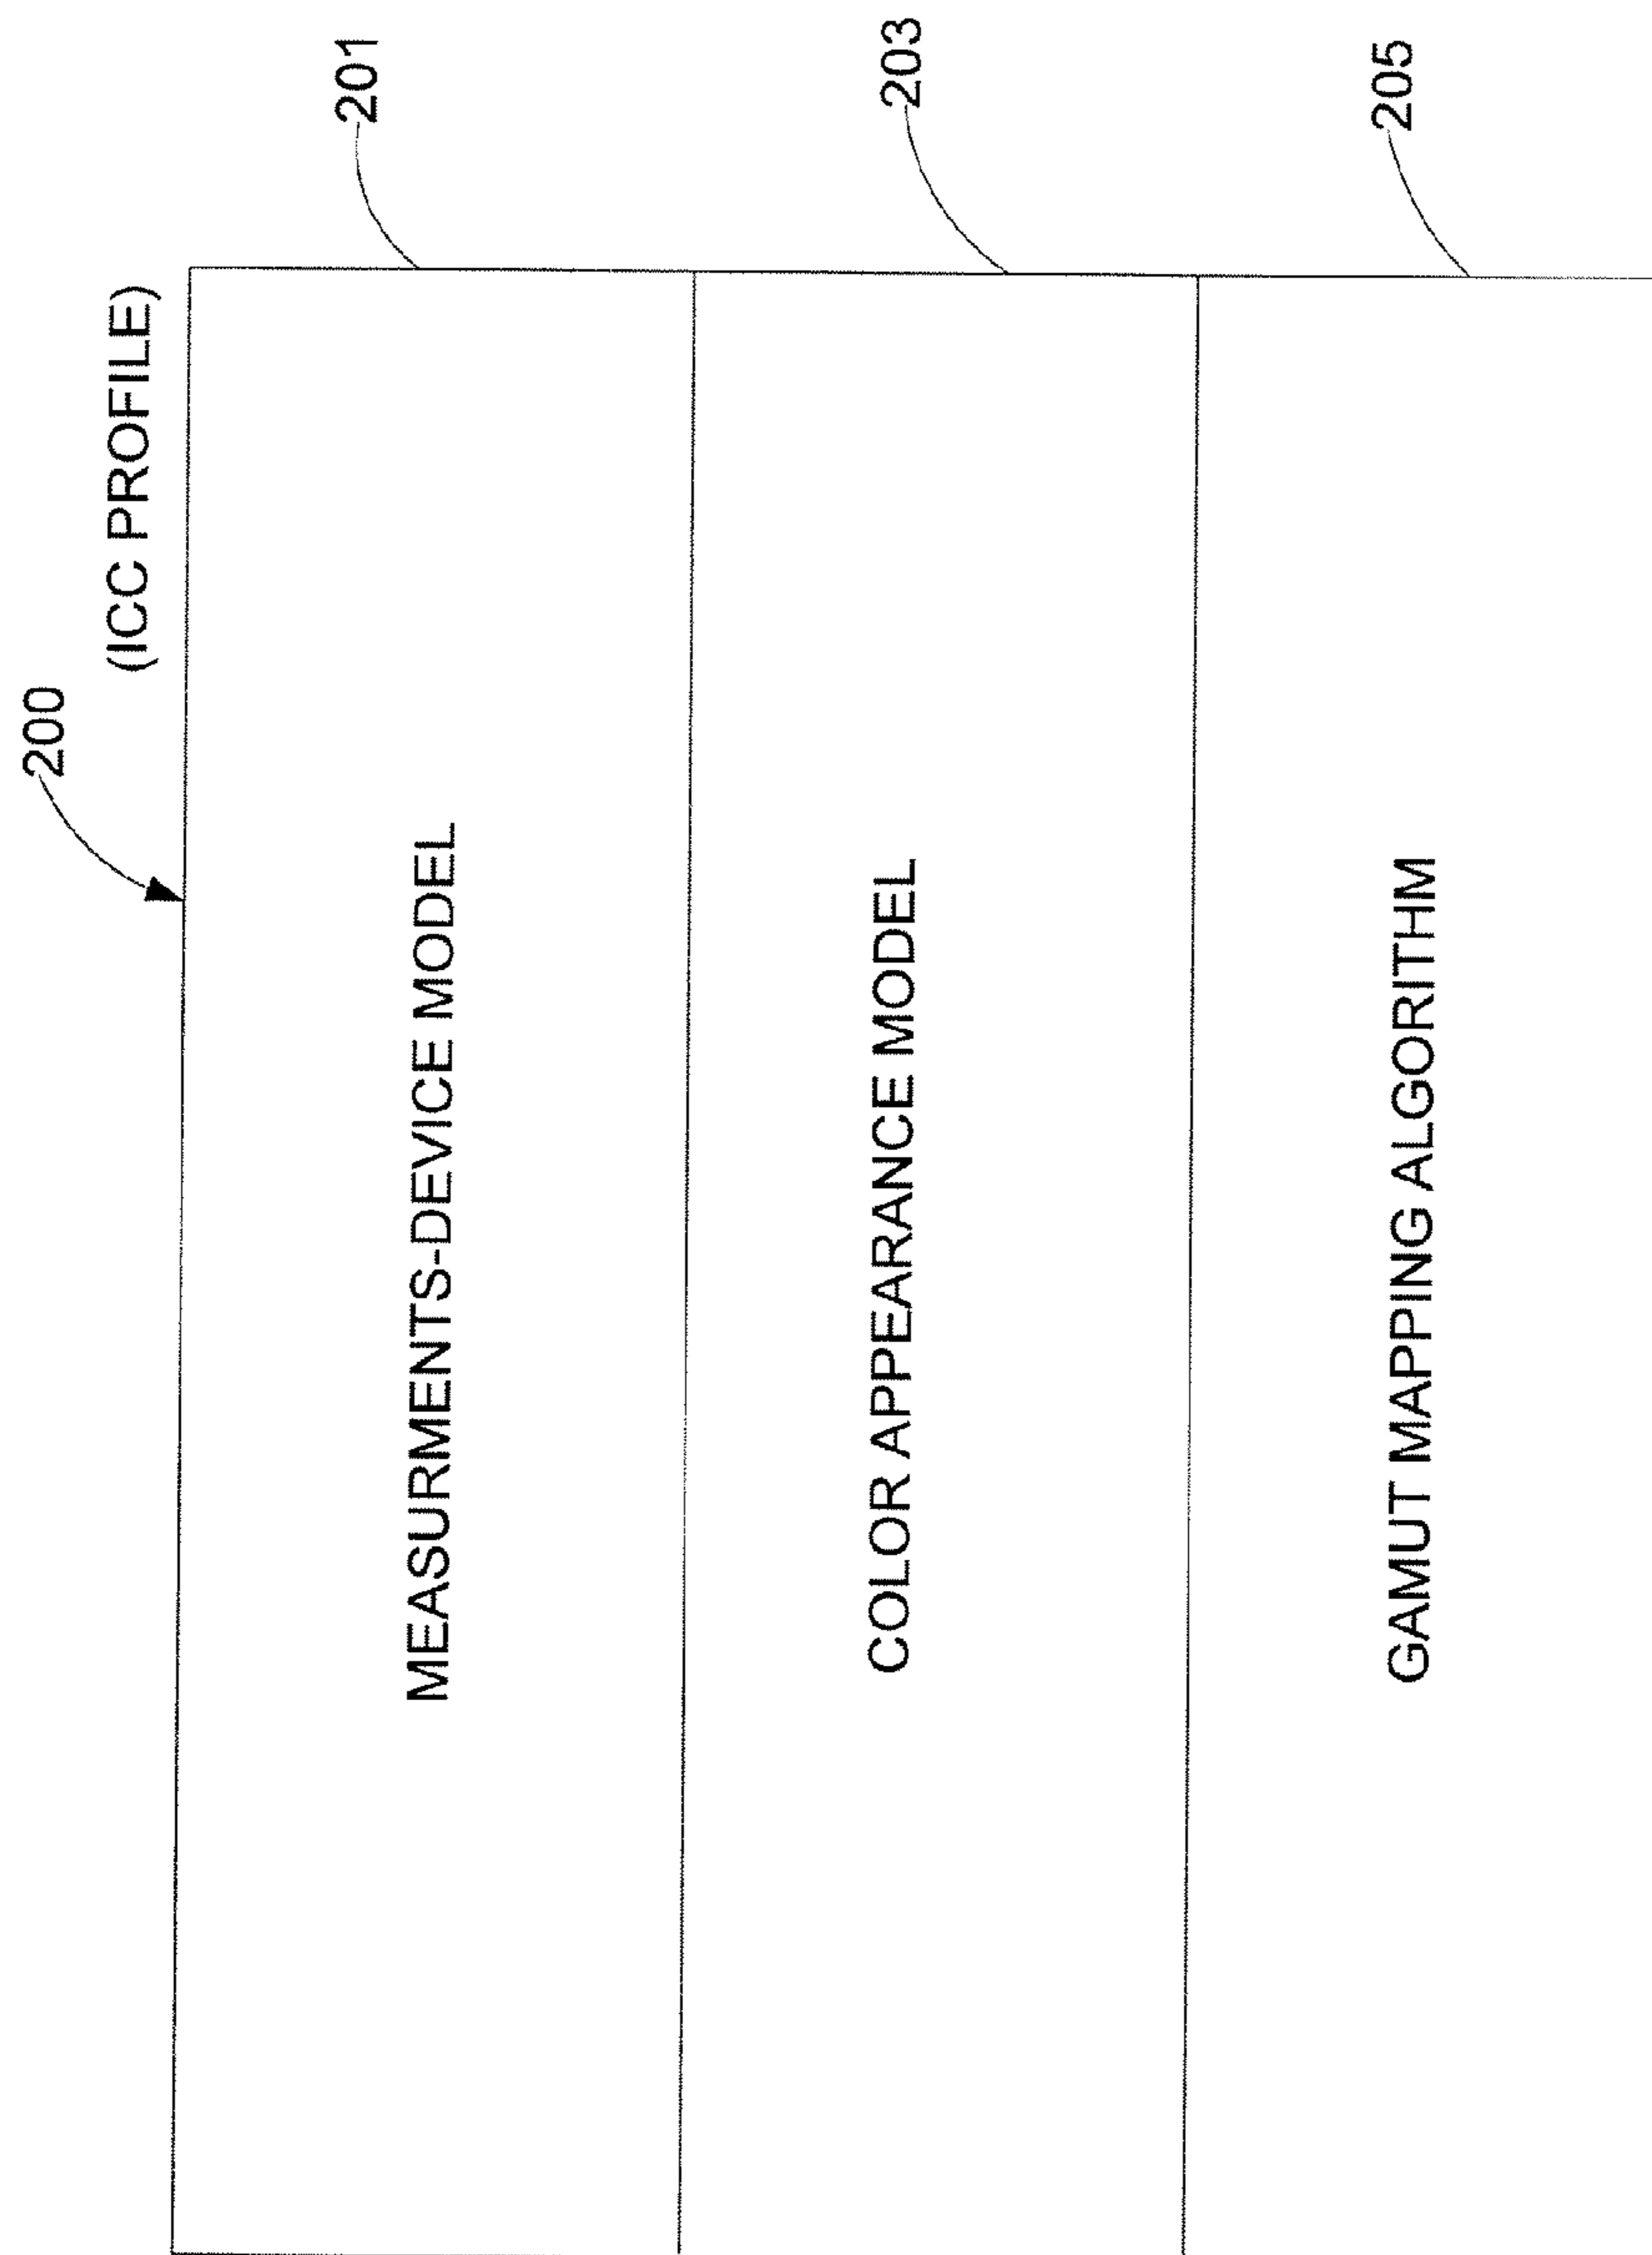 200
(ICC PROFILE)
201
MEASURMENTS-DEVICE MODEL
203
COLOR APPEARANCE MODEL
205
GAMUT MAPPING ALGORITHM